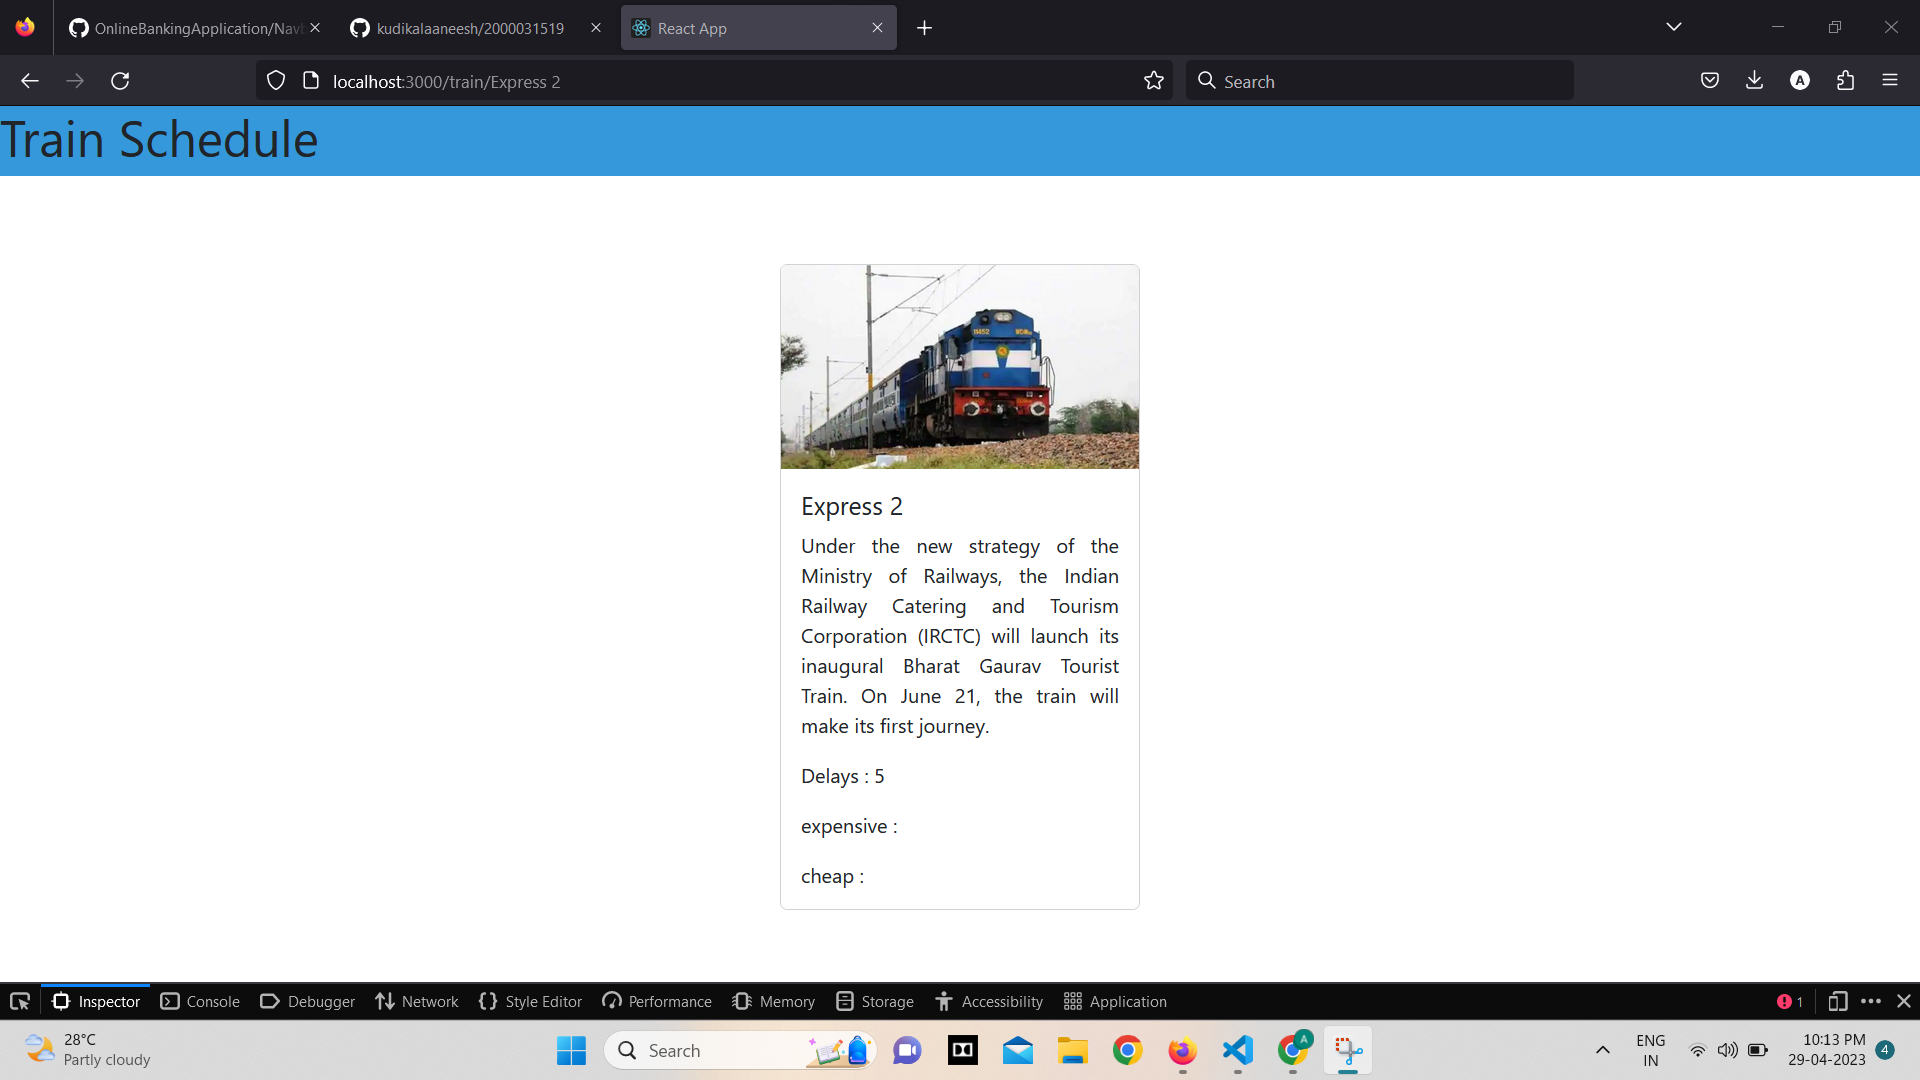 OnlineBankingApplication/Navb
kudikalaaneesh/2000031519
React App
localhost:3000/train/Express 2
Search
A
Train Schedule
11452
Express 2
Under the new strategy of the
Ministry of Railways, the Indian
Railway Catering and Tourism
Corporation (IRCTC) will launch its
inaugural Bharat Gaurav Tourist
Train. On June 21, the train will
make its first journey.
Delays : 5
expensive :
cheap :
Inspector
Console
Debugger
Network
Style Editor
Performance
Memory
Storage
Accessibility
Application
1
28°C
Partly cloudy
Search
A
ENG
IN
10:13 PM
29-04-2023
4